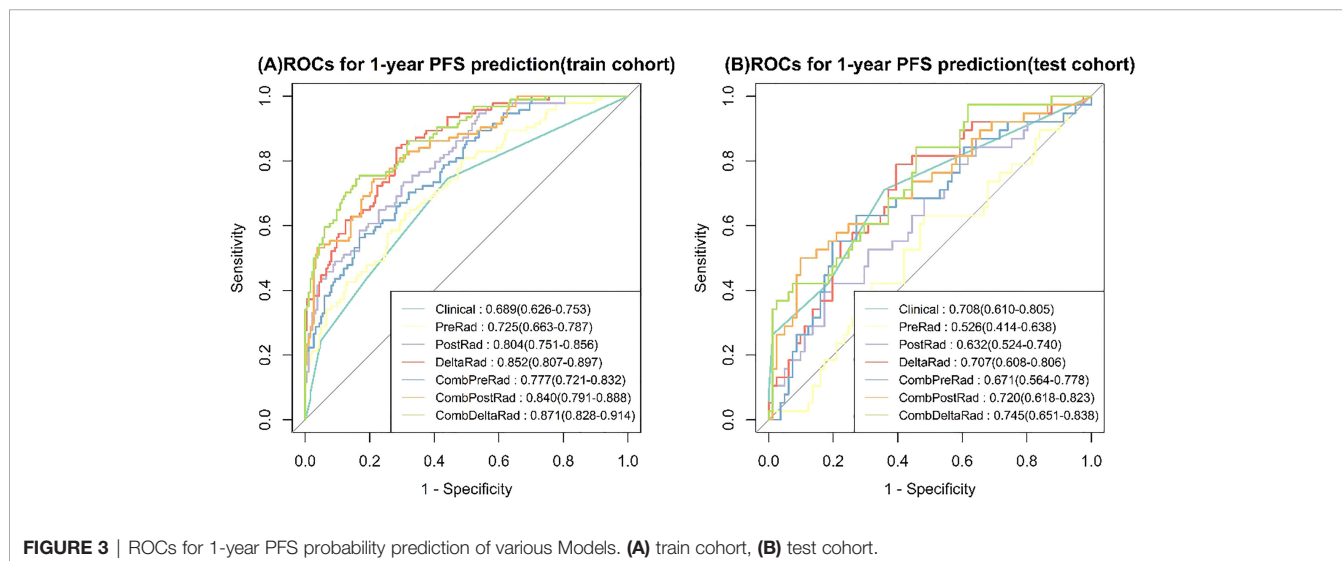 (A)ROCs for 1-year PFS prediction(train cohort)
Sensitivity
1.0
0.8
0.6
0.4
0.2
0.0
Clinical : 0.689(0.626-0.753)
PreRad : 0.725(0.663-0.787)
PostRad : 0.804(0.751-0.856)
DeltaRad : 0.852(0.807-0.897)
CombPreRad : 0.777(0.721-0.832)
CombPostRad : 0.840(0.791-0.888)
CombDeltaRad : 0.871(0.828-0.914)
0.0 0.2 0.4 0.6 0.8 1.0
1 - Specificity
(B)ROCs for 1-year PFS prediction(test cohort)
Sensitivity
1.0
0.8
0.6
0.4
0.2
0.0
Clinical : 0.708(0.610-0.805)
PreRad : 0.526(0.414-0.638)
PostRad : 0.632(0.524-0.740)
DeltaRad : 0.707(0.608-0.806)
CombPreRad : 0.671(0.564-0.778)
CombPostRad : 0.720(0.618-0.823)
CombDeltaRad : 0.745(0.651-0.838)
0.0 0.2 0.4 0.6 0.8 1.0
1 - Specificity
FIGURE 3 | ROCs for 1-year PFS probability prediction of various Models. (A) train cohort, (B) test cohort.